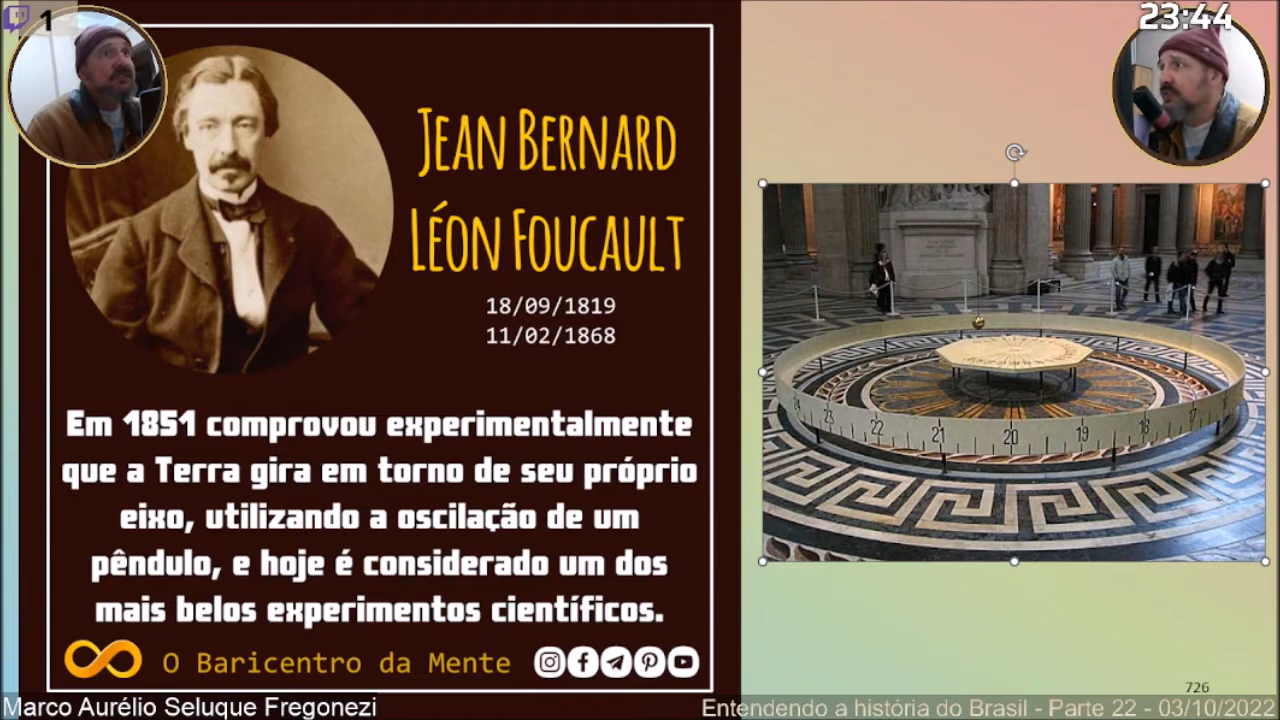 1
23:44
JEAN BERNARD
LÉON FOUCAULT
18/09/1819
11/02/1868
Em 1851 comprovou experimentalmente
que a Terra gira em torno de seu próprio
eixo, utilizando a oscilação de um
pêndulo, e hoje é considerado um dos
mais belos experimentos científicos.
O Baricentro da Mente
23 22 21 20 19 18 17
726
Marco Aurélio Seluque Fregonezi
Entendendo a história do Brasil - Parte 22 - 03/10/2022